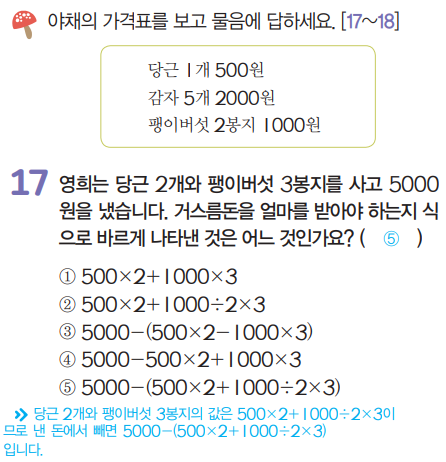 야채의 가격표를 보고 물음에 답하세요. [17~18]
당근 1개 500원
감자 5개 2000원
팽이버섯 2봉지 1000원
17 영희는 당근 2개와 팽이버섯 3봉지를 사고 5000
원을 냈습니다. 거스름돈을 얼마를 받아야 하는지 식
으로 바르게 나타낸 것은 어느 것인가요? ( ⑤ )
① 500×2+1000×3
② 500×2+1000÷2×3
③ 5000-(500×2-1000×3)
④ 5000-500×2+1000×3
⑤ 5000-(500×2+1000÷2×3)
당근 2개와 팽이버섯 3봉지의 값은 500×2+1000÷2×3이
므로 낸 돈에서 빼면 5000-(500×2+1000÷2×3)
입니다.